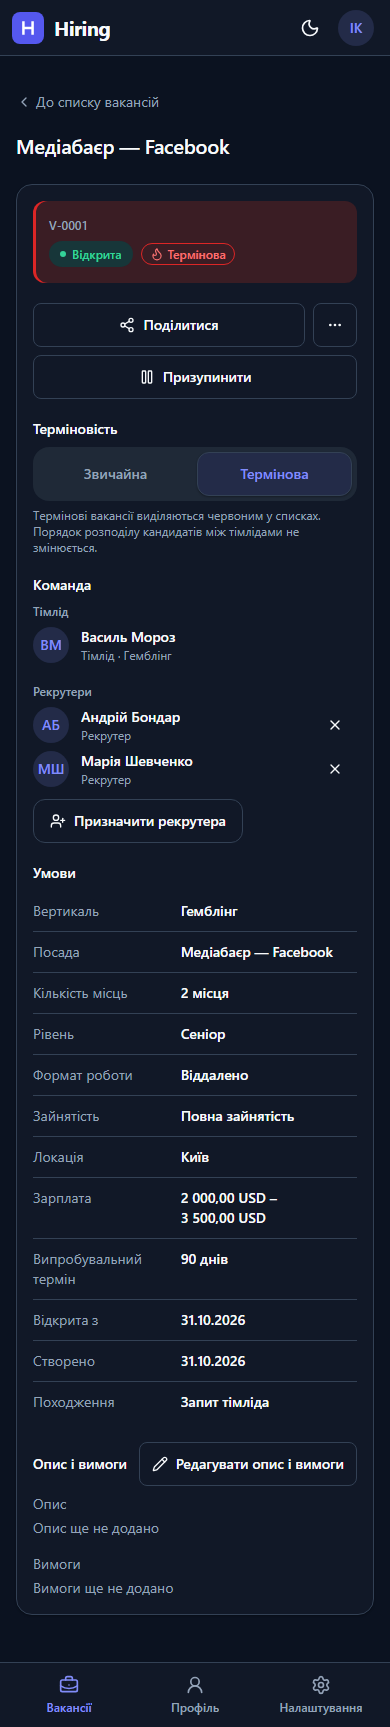 H Hiring ІК
До списку вакансій
Медіабаєр — Facebook
V-0001
Відкрита Термінова
Поділитися ...
Призупинити
Терміновість
Звичайна Термінова
Термінові вакансії виділяються червоним у списках.
Порядок розподілу кандидатів між тімлідами не
змінюється.
Команда
Тімлід
ВМ Василь Мороз
Тімлід · Гемблінг
Рекрутери
АБ Андрій Бондар
Рекрутер
МШ Марія Шевченко
Рекрутер
Призначити рекрутера
Умови
Вертикаль Гемблінг
Посада Медіабаєр — Facebook
Кількість місць 2 місця
Рівень Сеніор
Формат роботи Віддалено
Зайнятість Повна зайнятість
Локація Київ
Зарплата 2 000,00 USD –
3 500,00 USD
Випробувальний 90 днів
термін
Відкрита з 31.10.2026
Створено 31.10.2026
Походження Запит тімліда
Опис і вимоги Редагувати опис і вимоги
Опис
Опис ще не додано
Вимоги
Вимоги ще не додано
Вакансії Профіль Налаштування